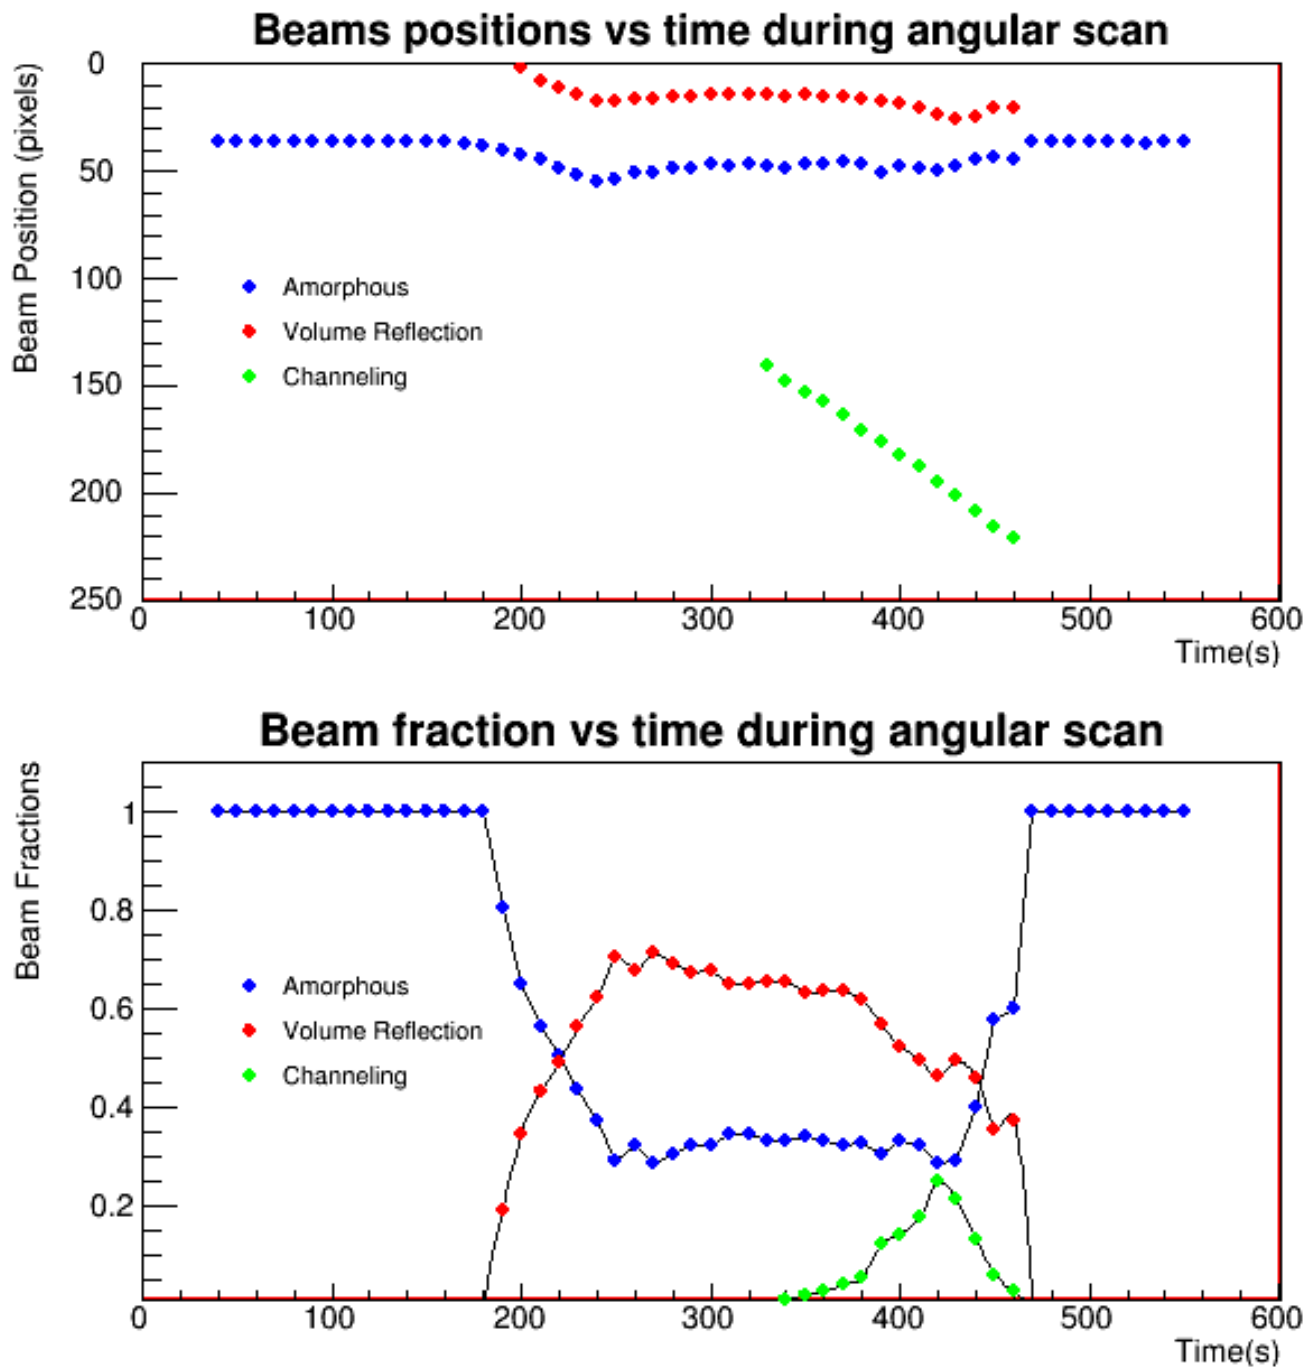 Beams positions vs time during angular scan
Beam Position (pixels)
0
50
100
150
200
250
Amorphous
Volume Reflection
Channeling
0 100 200 300 400 500 600
Time(s)
Beam fraction vs time during angular scan
Beam Fractions
1
0.8
0.6
0.4
0.2
Amorphous
Volume Reflection
Channeling
0 100 200 300 400 500 600
Time(s)